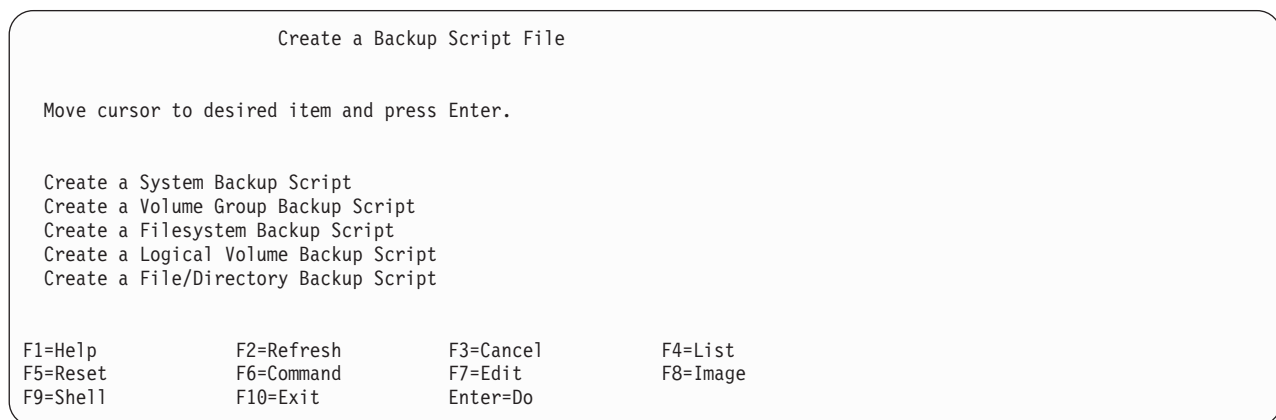 Create a Backup Script File
Move cursor to desired item and press Enter.
Create a System Backup Script
Create a Volume Group Backup Script
Create a Filesystem Backup Script
Create a Logical Volume Backup Script
Create a File/Directory Backup Script
F1=Help F2=Refresh F3=Cancel F4=List
F5=Reset F6=Command F7=Edit F8=Image
F9=Shell F10=Exit Enter=Do